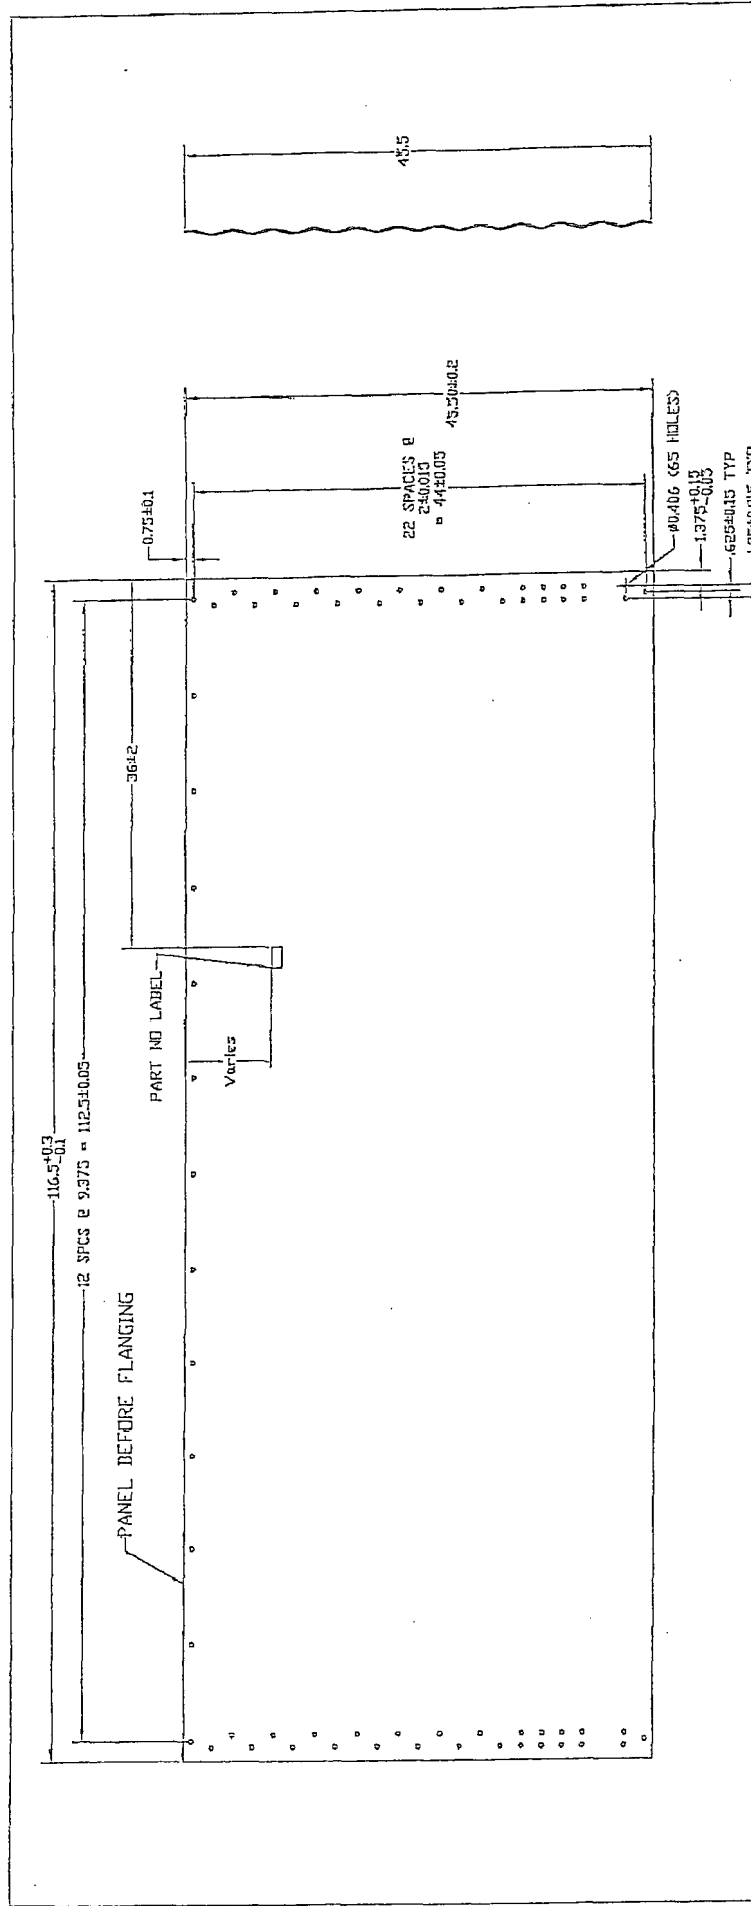 116.5+0.3
-0.1
12 SPCS @ 9.375 = 112.5±0.05
36±2
0.75±0.1
PANEL BEFORE FLANGING
PART NO LABEL
Varies
22 SPACES @
2±0.015
= 44±0.05
45.50±0.2
45.5
ø0.406 (65 HOLES)
1.375+0.15
-0.05
.625±0.15 TYP